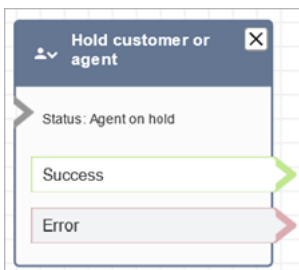 Hold customer or
agent
Status: Agent on hold
Success
Error